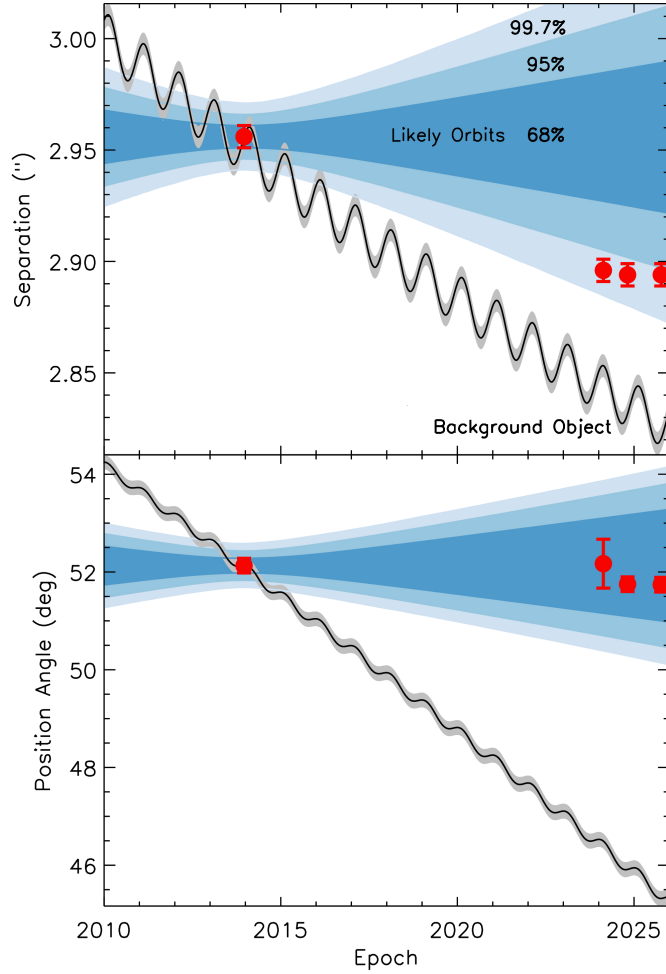 3.00
99.7%
95%
Likely Orbits 68%
2.95
Separation (")
2.90
2.85
Background Object
54
52
Position Angle (deg)
50
48
46
2010 2015 2020 2025
Epoch